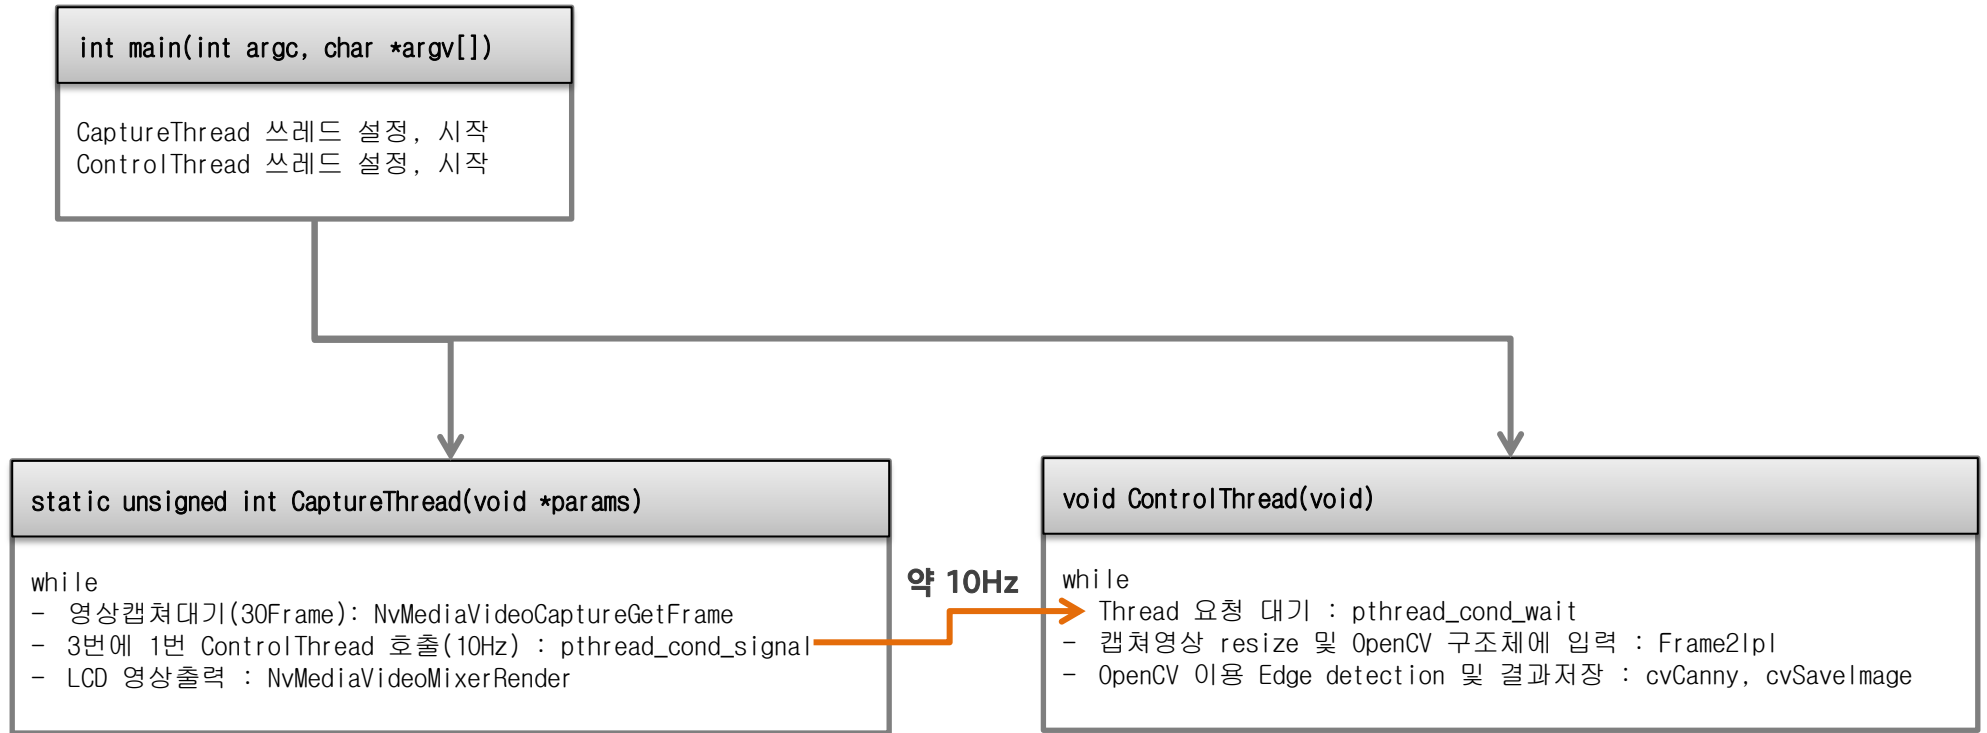 int main(int argc, char *argv[])
CaptureThread 쓰레드 설정, 시작
ControlThread 쓰레드 설정, 시작
static unsigned int CaptureThread(void *params)
while
- 영상캡쳐대기(30Frame): NvMediaVideoCaptureGetFrame
- 3번에 1번 ControlThread 호출(10Hz) : pthread_cond_signal
- LCD 영상출력 : NvMediaVideoMixerRender
약 10Hz
void ControlThread(void)
while
Thread 요청 대기 : pthread_cond_wait
- 캡쳐영상 resize 및 OpenCV 구조체에 입력 : Frame2Ipl
- OpenCV 이용 Edge detection 및 결과저장 : cvCanny, cvSaveImage